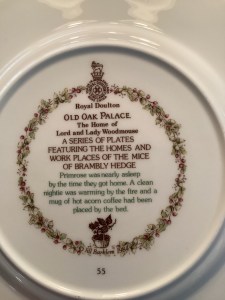 Royal Doulton
OLD OAK PALACE
The Home of
Lord and Lady Woodmouse
A SERIES OF PLATES
FEATURING THE HOMES AND
WORK PLACES OF THE MICE
OF BRAMBLY HEDGE
Primrose was nearly asleep
by the time they got home. A clean
nightie was warming by the fire and a
mug of hot acorn coffee had been
placed by the bed.
55